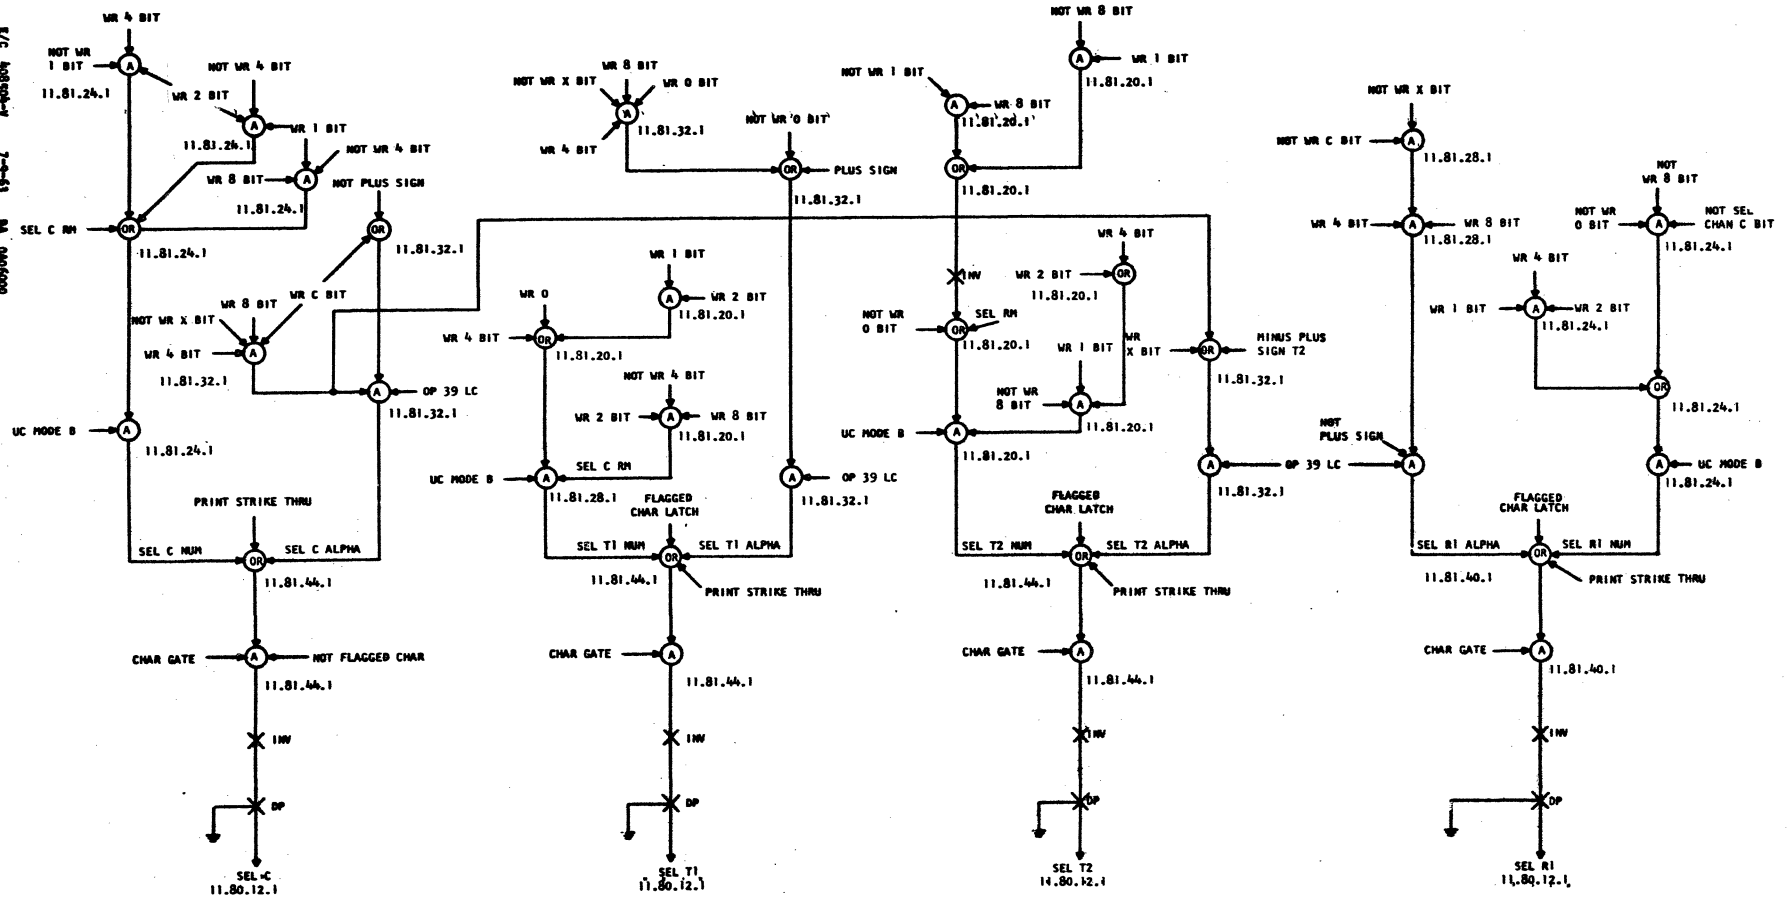 WR 4 BIT
NOT WR
1 BIT
A
11.81.24.1
WR 2 BIT
NOT WR 4 BIT
A
11.81.24.1
WR 1 BIT
NOT WR 4 BIT
WR 8 BIT
A
11.81.24.1
NOT PLUS SIGN
SEL C RM
OR
11.81.24.1
OR
11.81.32.1
WR 8 BIT
WR C BIT
NOT WR X BIT
WR 4 BIT
A
11.81.32.1
A
OP 39 LC
11.81.32.1
UC MODE B
A
11.81.24.1
PRINT STRIKE THRU
SEL C NUM
OR
SEL C ALPHA
11.81.44.1
CHAR GATE
A
NOT FLAGGED CHAR
11.81.44.1
INV
DP
SEL C
11.80.12.1
WR 8 BIT
NOT WR X BIT
WR 0 BIT
A
11.81.32.1
WR 4 BIT
NOT WR 0 BIT
OR
PLUS SIGN
11.81.32.1
WR 1 BIT
A
WR 2 BIT
11.81.20.1
WR 0
WR 4 BIT
OR
11.81.20.1
NOT WR 4 BIT
WR 2 BIT
A
WR 8 BIT
11.81.20.1
SEL C RM
UC MODE B
A
11.81.28.1
A
OP 39 LC
11.81.32.1
FLAGGED
CHAR LATCH
SEL T1 NUM
OR
SEL T1 ALPHA
11.81.44.1
PRINT STRIKE THRU
CHAR GATE
A
11.81.44.1
INV
DP
SEL T1
11.80.12.1
NOT WR 8 BIT
A
WR 1 BIT
11.81.20.1
NOT WR 1 BIT
A
WR 8 BIT
11.81.20.1
OR
11.81.20.1
INV
WR 4 BIT
WR 2 BIT
OR
11.81.20.1
NOT WR
0 BIT
SEL RM
OR
11.81.20.1
WR 1 BIT
NOT WR
8 BIT
A
11.81.20.1
WR
X BIT
OR
MINUS PLUS
SIGN T2
11.81.32.1
UC MODE B
A
11.81.20.1
A
OP 39 LC
11.81.32.1
FLAGGED
CHAR LATCH
SEL T2 NUM
OR
SEL T2 ALPHA
11.81.44.1
PRINT STRIKE THRU
CHAR GATE
A
11.81.44.1
INV
DP
SEL T2
11.80.12.1
NOT WR X BIT
NOT WR C BIT
A
11.81.28.1
WR 4 BIT
A
WR 8 BIT
11.81.28.1
NOT
WR 8 BIT
NOT WR
0 BIT
A
NOT SEL
CHAN C BIT
11.81.24.1
WR 4 BIT
WR 1 BIT
A
WR 2 BIT
11.81.24.1
OR
11.81.24.1
NOT
PLUS SIGN
A
A
UC MODE B
11.81.24.1
FLAGGED
CHAR LATCH
SEL R1 ALPHA
OR
SEL R1 NUM
11.81.40.1
PRINT STRIKE THRU
CHAR GATE
A
11.81.40.1
INV
DP
SEL R1
11.80.12.1